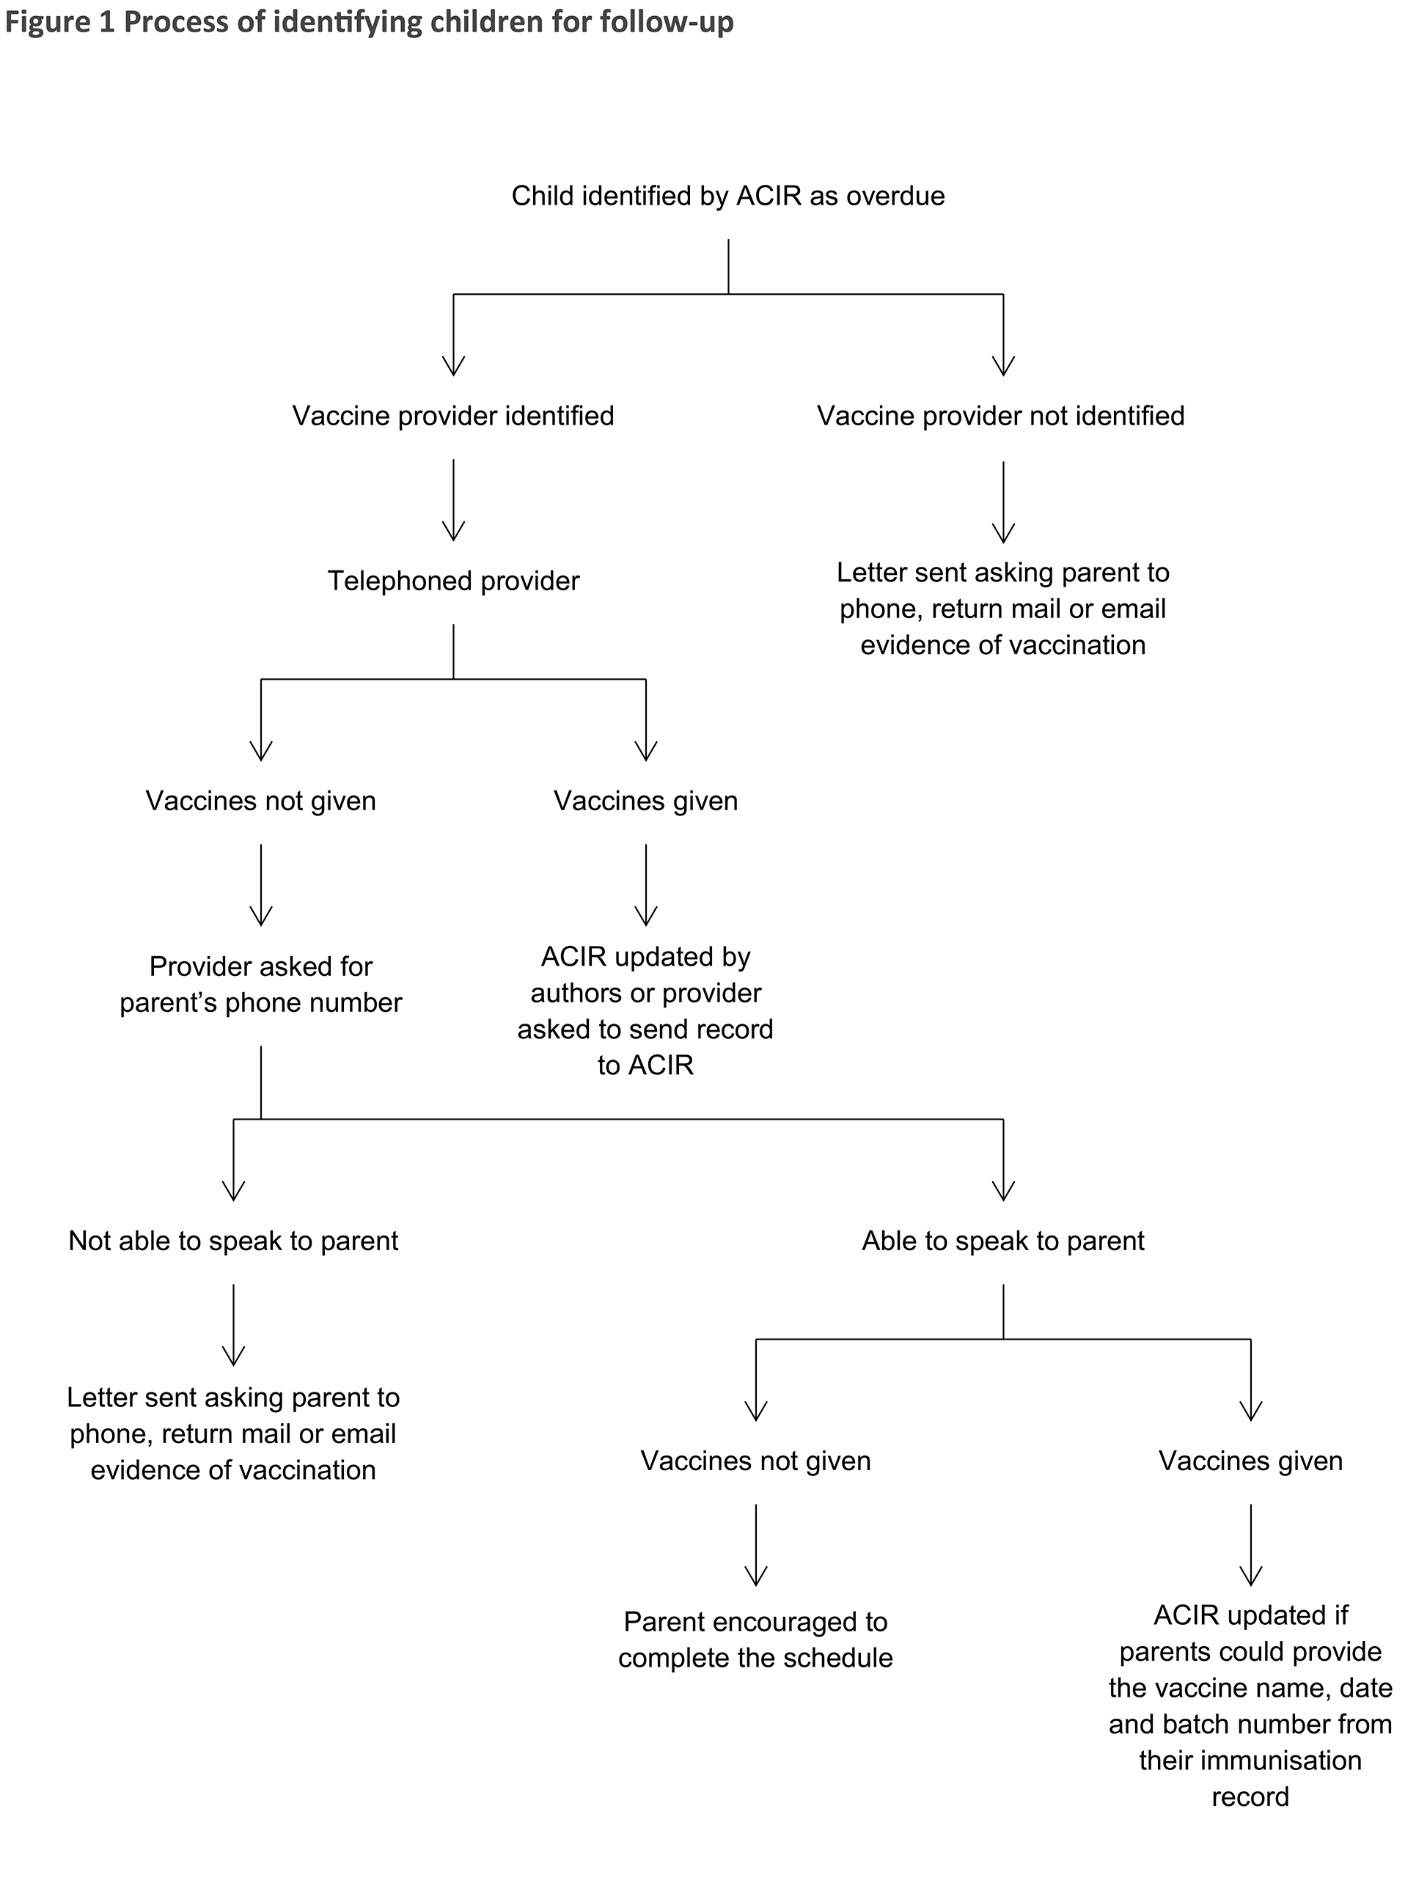 Figure 1 Process of identifying children for follow-up
Child identified by ACIR as overdue
Vaccine provider identified
Vaccine provider not identified
Telephoned provider
Letter sent asking parent to
phone, return mail or email
evidence of vaccination
Vaccines not given
Vaccines given
Provider asked for
parent’s phone number
ACIR updated by
authors or provider
asked to send record
to ACIR
Not able to speak to parent
Able to speak to parent
Letter sent asking parent to
phone, return mail or email
evidence of vaccination
Vaccines not given
Vaccines given
Parent encouraged to
complete the schedule
ACIR updated if
parents could provide
the vaccine name, date
and batch number from
their immunisation
record